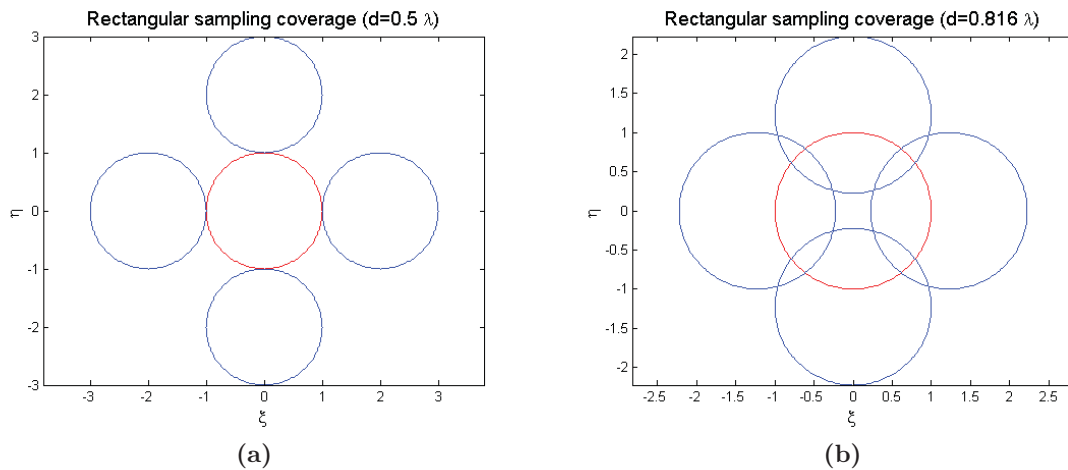 Rectangular sampling coverage (d=0.5 λ)
3
2
1
0
-1
-2
-3
η
-3 -2 -1 0 1 2 3
ξ
(a)
Rectangular sampling coverage (d=0.816 λ)
2
1.5
1
0.5
0
-0.5
-1
-1.5
-2
η
-2.5 -2 -1.5 -1 -0.5 0 0.5 1 1.5 2 2.5
ξ
(b)